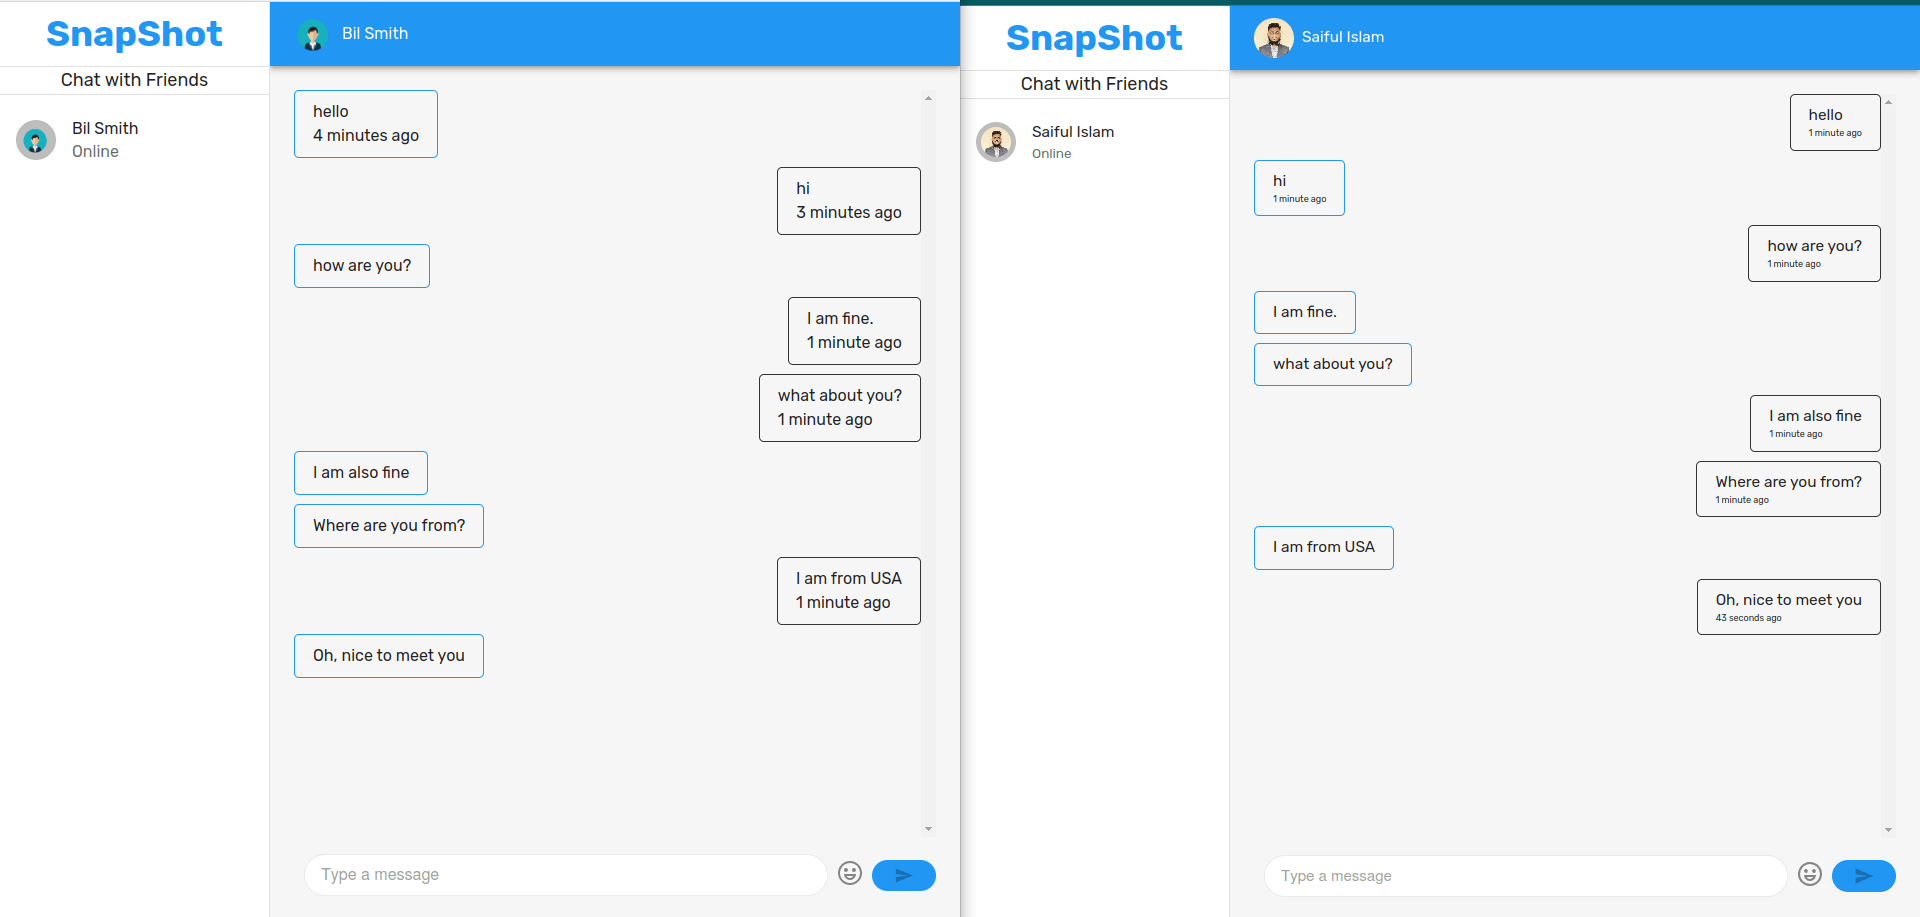 SnapShot
Chat with Friends
Bil Smith
Online
Bil Smith
hello
4 minutes ago
hi
3 minutes ago
how are you?
I am fine.
1 minute ago
what about you?
1 minute ago
I am also fine
Where are you from?
I am from USA
1 minute ago
Oh, nice to meet you
Type a message
SnapShot
Chat with Friends
Saiful Islam
Online
Saiful Islam
hello
1 minute ago
hi
1 minute ago
how are you?
1 minute ago
I am fine.
what about you?
I am also fine
1 minute ago
Where are you from?
1 minute ago
I am from USA
Oh, nice to meet you
43 seconds ago
Type a message